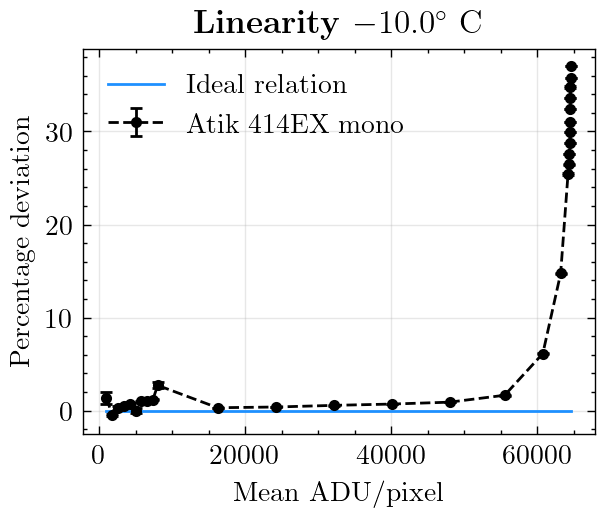 Linearity −10.0° C
Ideal relation
Atik 414EX mono
Percentage deviation
30
20
10
0
0 20000 40000 60000
Mean ADU/pixel